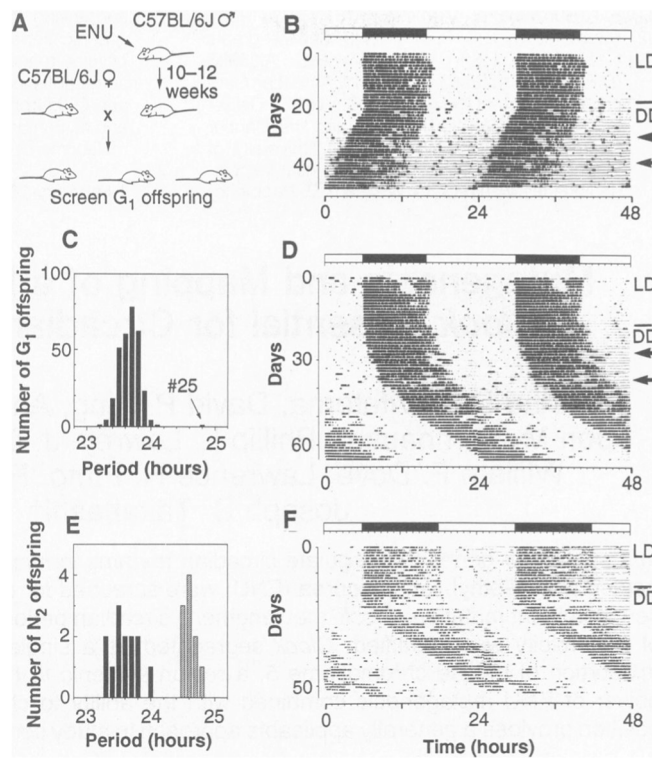 A
C57BL/6J ♂
ENU
C57BL/6J ♀
10–12
weeks
x
Screen G1 offspring
B
0
20
40
Days
LD
DD
0 24 48
C
Number of G1 offspring
100
50
0
#25
23 24 25
Period (hours)
D
0
30
60
Days
LD
DD
0 24 48
E
Number of N2 offspring
4
2
0
23 24 25
Period (hours)
F
0
50
Days
LD
DD
0 24 48
Time (hours)